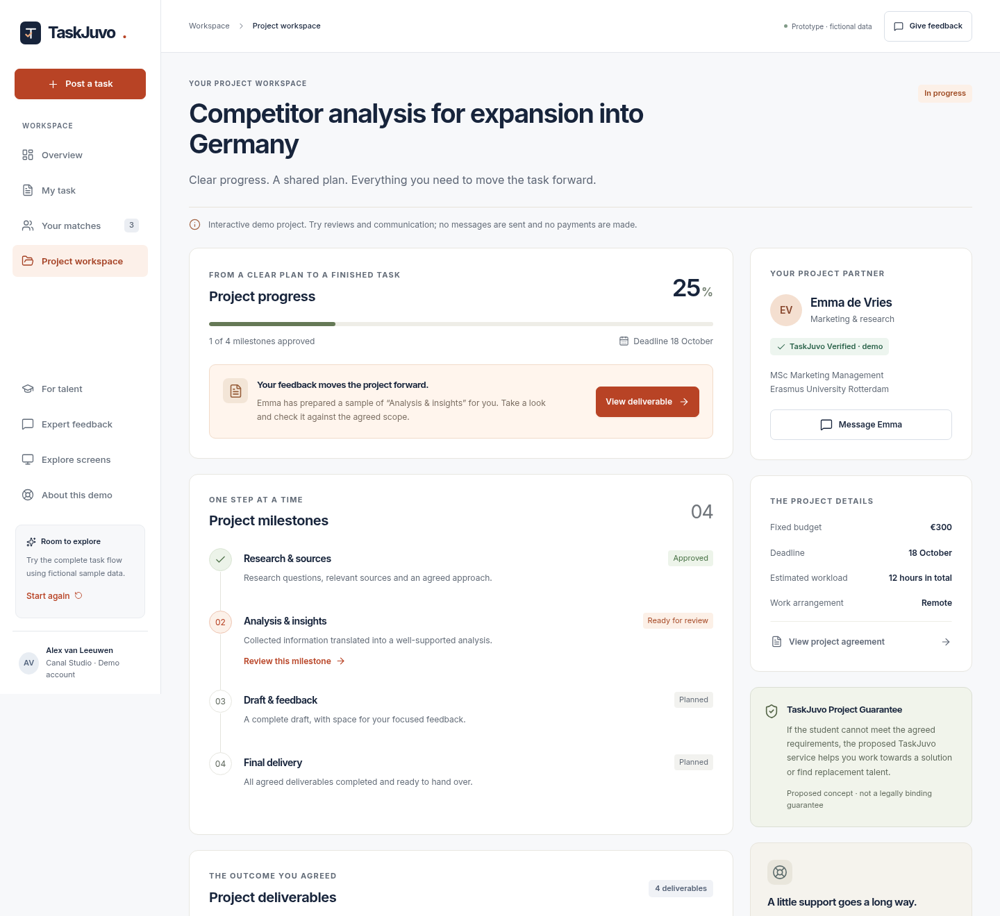 TaskJuvo.
Post a task
WORKSPACE
Overview
My task
Your matches 3
Project workspace
For talent
Expert feedback
Explore screens
About this demo
Room to explore
Try the complete task flow
using fictional sample data.
Start again
AV
Alex van Leeuwen
Canal Studio · Demo
account
Workspace
Project workspace
Prototype · fictional data
Give feedback
YOUR PROJECT WORKSPACE
In progress
Competitor analysis for expansion into
Germany
Clear progress. A shared plan. Everything you need to move the task forward.
Interactive demo project. Try reviews and communication; no messages are sent and no payments are made.
FROM A CLEAR PLAN TO A FINISHED TASK
Project progress
25%
1 of 4 milestones approved
Deadline 18 October
Your feedback moves the project forward.
Emma has prepared a sample of “Analysis & insights” for you. Take a look
and check it against the agreed scope.
View deliverable
ONE STEP AT A TIME
Project milestones
04
Research & sources
Approved
Research questions, relevant sources and an agreed approach.
02
Analysis & insights
Ready for review
Collected information translated into a well-supported analysis.
Review this milestone
03
Draft & feedback
Planned
A complete draft, with space for your focused feedback.
04
Final delivery
Planned
All agreed deliverables completed and ready to hand over.
THE OUTCOME YOU AGREED
Project deliverables
4 deliverables
YOUR PROJECT PARTNER
EV
Emma de Vries
Marketing & research
TaskJuvo Verified · demo
MSc Marketing Management
Erasmus University Rotterdam
Message Emma
THE PROJECT DETAILS
Fixed budget €300
Deadline 18 October
Estimated workload 12 hours in total
Work arrangement Remote
View project agreement
TaskJuvo Project Guarantee
If the student cannot meet the agreed
requirements, the proposed TaskJuvo
service helps you work towards a solution
or find replacement talent.
Proposed concept · not a legally binding
guarantee
A little support goes a long way.